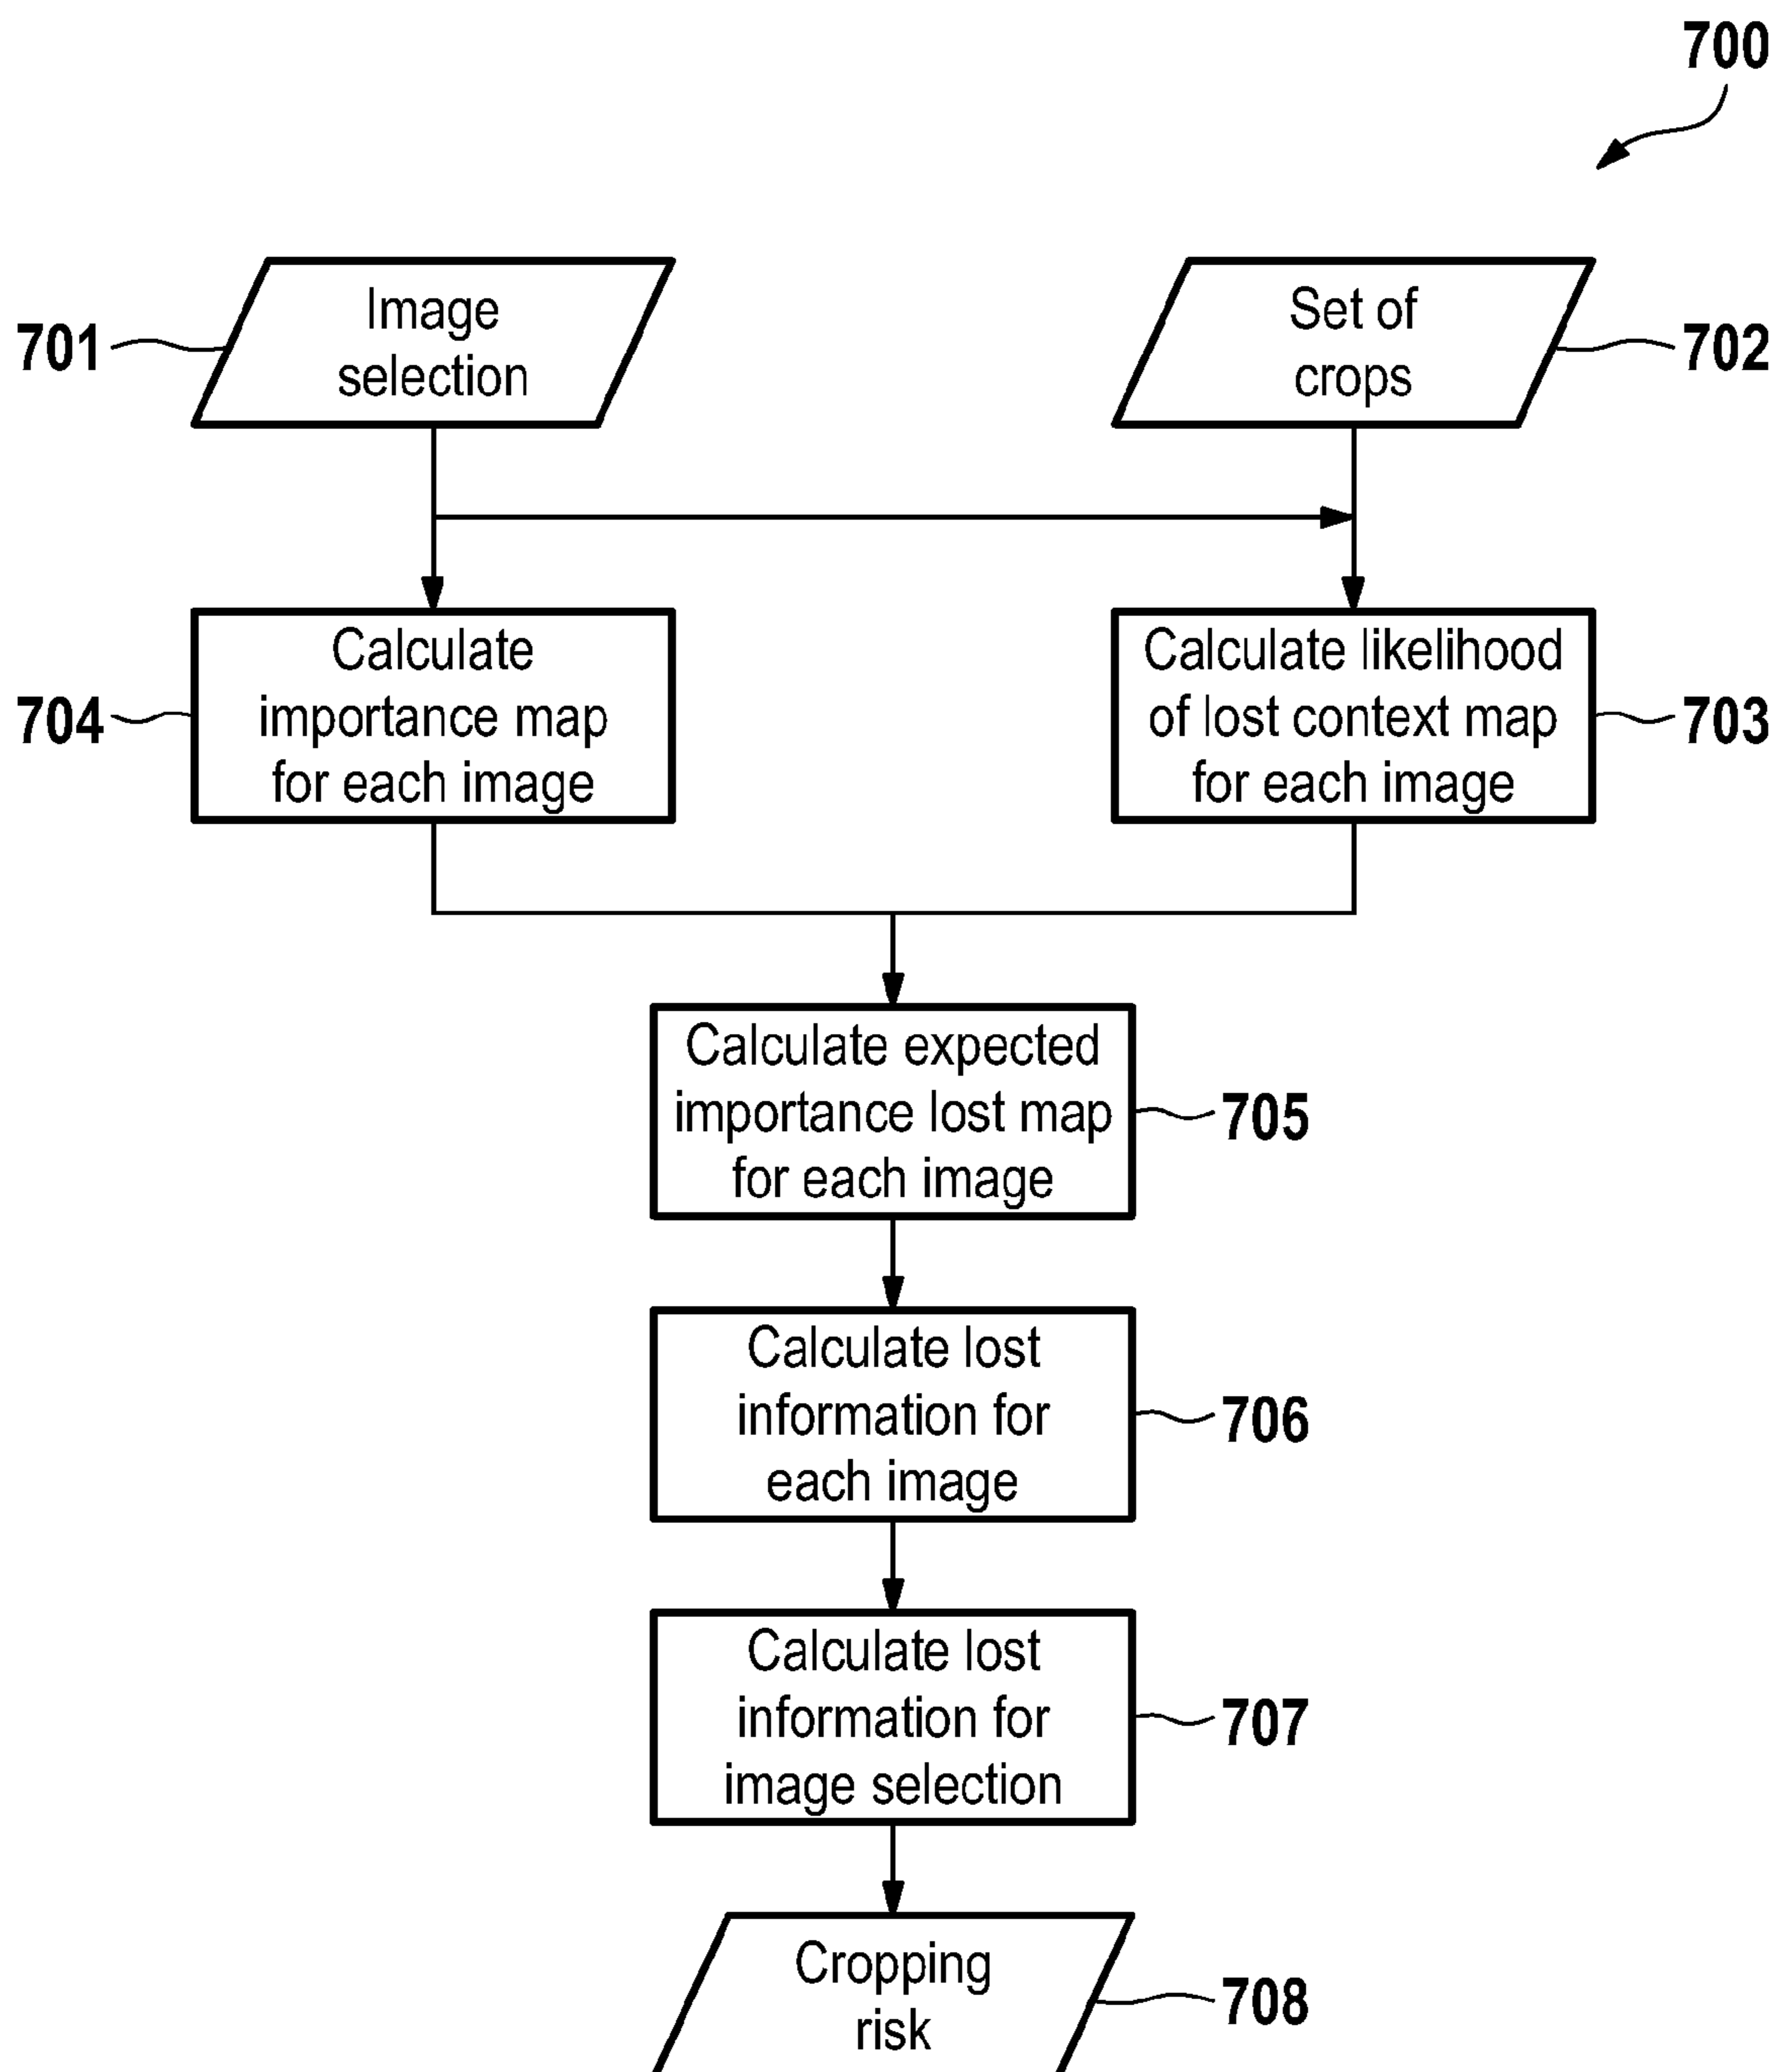 700
Image
selection
701
Set of
crops
702
Calculate
importance map
for each image
704
Calculate likelihood
of lost context map
for each image
703
Calculate expected
importance lost map
for each image
705
Calculate lost
information for
each image
706
Calculate lost
information for
image selection
707
Cropping
risk
708